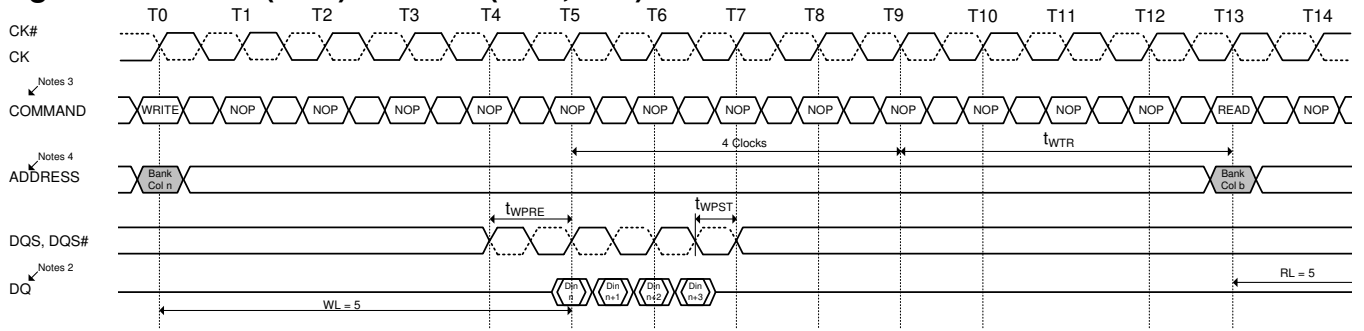 T0 T1 T2 T3 T4 T5 T6 T7 T8 T9 T10 T11 T12 T13 T14
CK#
CK
Notes 3
COMMAND WRITE NOP NOP NOP NOP NOP NOP NOP NOP NOP NOP NOP NOP READ NOP
4 Clocks tWTR
Notes 4
ADDRESS Bank Col n Bank Col b
tWPRE tWPST
DQS, DQS#
Notes 2
DQ Din n Din n+1 Din n+2 Din n+3 RL = 5
WL = 5